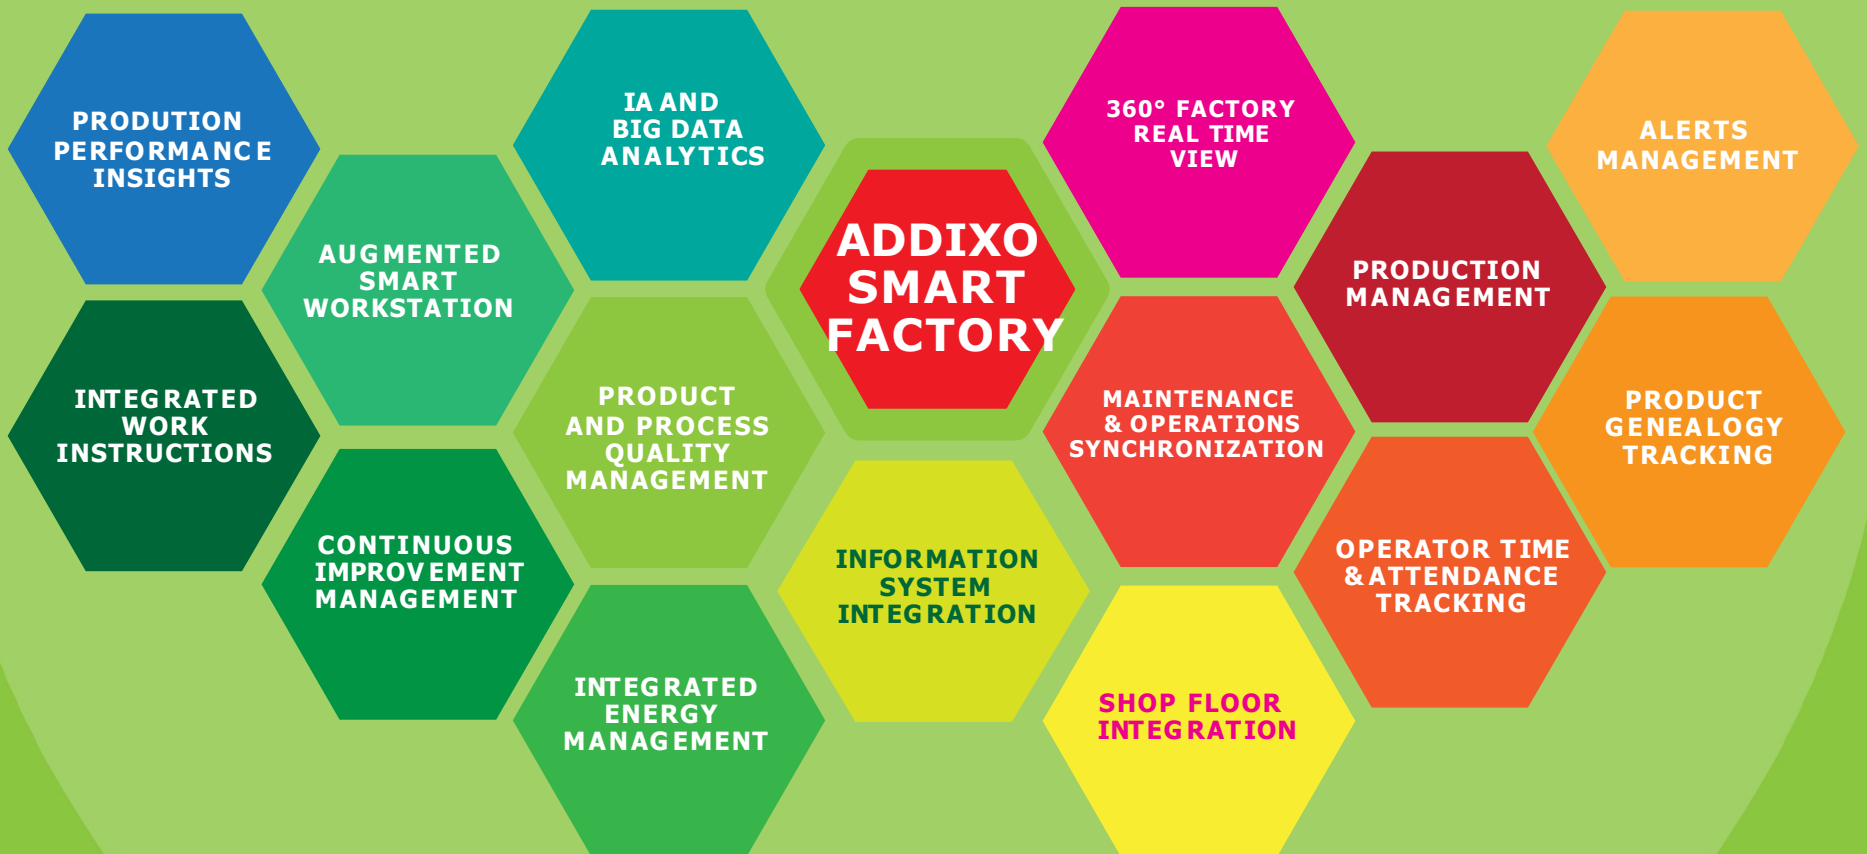 PRODUTION
PERFORMANCE
INSIGHTS
IA AND
BIG DATA
ANALYTICS
360° FACTORY
REAL TIME
VIEW
ALERTS
MANAGEMENT
AUGMENTED
SMART
WORKSTATION
ADDIXO
SMART
FACTORY
PRODUCTION
MANAGEMENT
INTEGRATED
WORK
INSTRUCTIONS
PRODUCT
AND PROCESS
QUALITY
MANAGEMENT
MAINTENANCE
& OPERATIONS
SYNCHRONIZATION
PRODUCT
GENEALOGY
TRACKING
CONTINUOUS
IMPROVEMENT
MANAGEMENT
INFORMATION
SYSTEM
INTEGRATION
OPERATOR TIME
& ATTENDANCE
TRACKING
INTEGRATED
ENERGY
MANAGEMENT
SHOP FLOOR
INTEGRATION